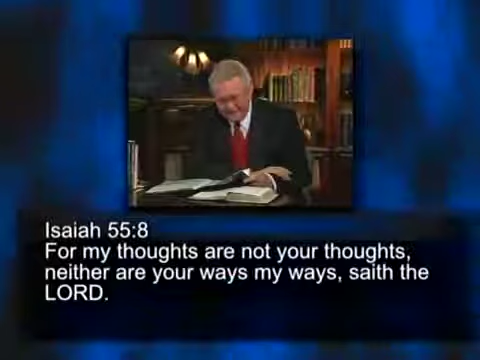 Isaiah 55:8
For my thoughts are not your thoughts,
neither are your ways my ways, saith the
LORD.